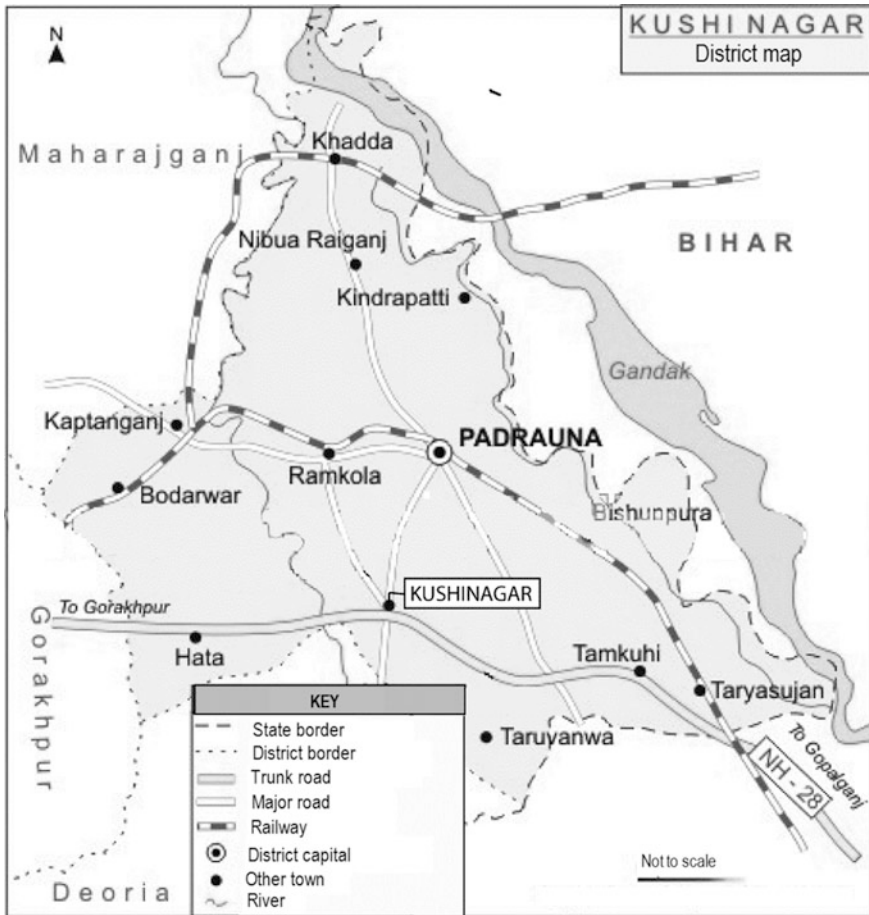 KUSHI NAGAR
District map
N
Khadda
Maharajganj
BIHAR
Nibua Raiganj
Kindrapatti
Gandak
Kaptanganj
PADRAUNA
Ramkola
Bodarwar
Bishunpura
KUSHINAGAR
To Gorakhpur
Gorakhpur
Hata
Tamkuhi
Taryasujan
Taruyanwa
To Gopalganj
NH - 28
KEY
State border
District border
Trunk road
Major road
Railway
District capital
Other town
River
Not to scale
Deoria